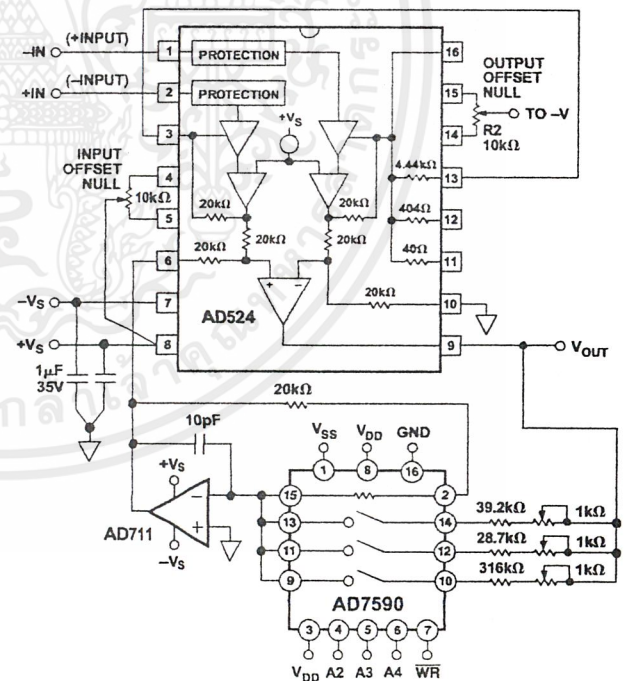 –IN (+INPUT)
+IN (–INPUT)
1
PROTECTION
2
PROTECTION
3
INPUT
OFFSET
NULL
4
10kΩ
5
6
–VS
7
+VS
8
1µF
35V
+VS
20kΩ
20kΩ
20kΩ
20kΩ
20kΩ
20kΩ
4.44kΩ
404Ω
40Ω
+
–
AD524
16
15
14
13
12
11
10
9
OUTPUT
OFFSET
NULL
TO –V
R2
10kΩ
VOUT
20kΩ
10pF
+VS
–
+
AD711
–VS
VSS
VDD
GND
1
8
16
15
2
13
14
11
12
9
10
AD7590
3
4
5
6
7
VDD
A2
A3
A4
WR
39.2kΩ
1kΩ
28.7kΩ
1kΩ
316kΩ
1kΩ